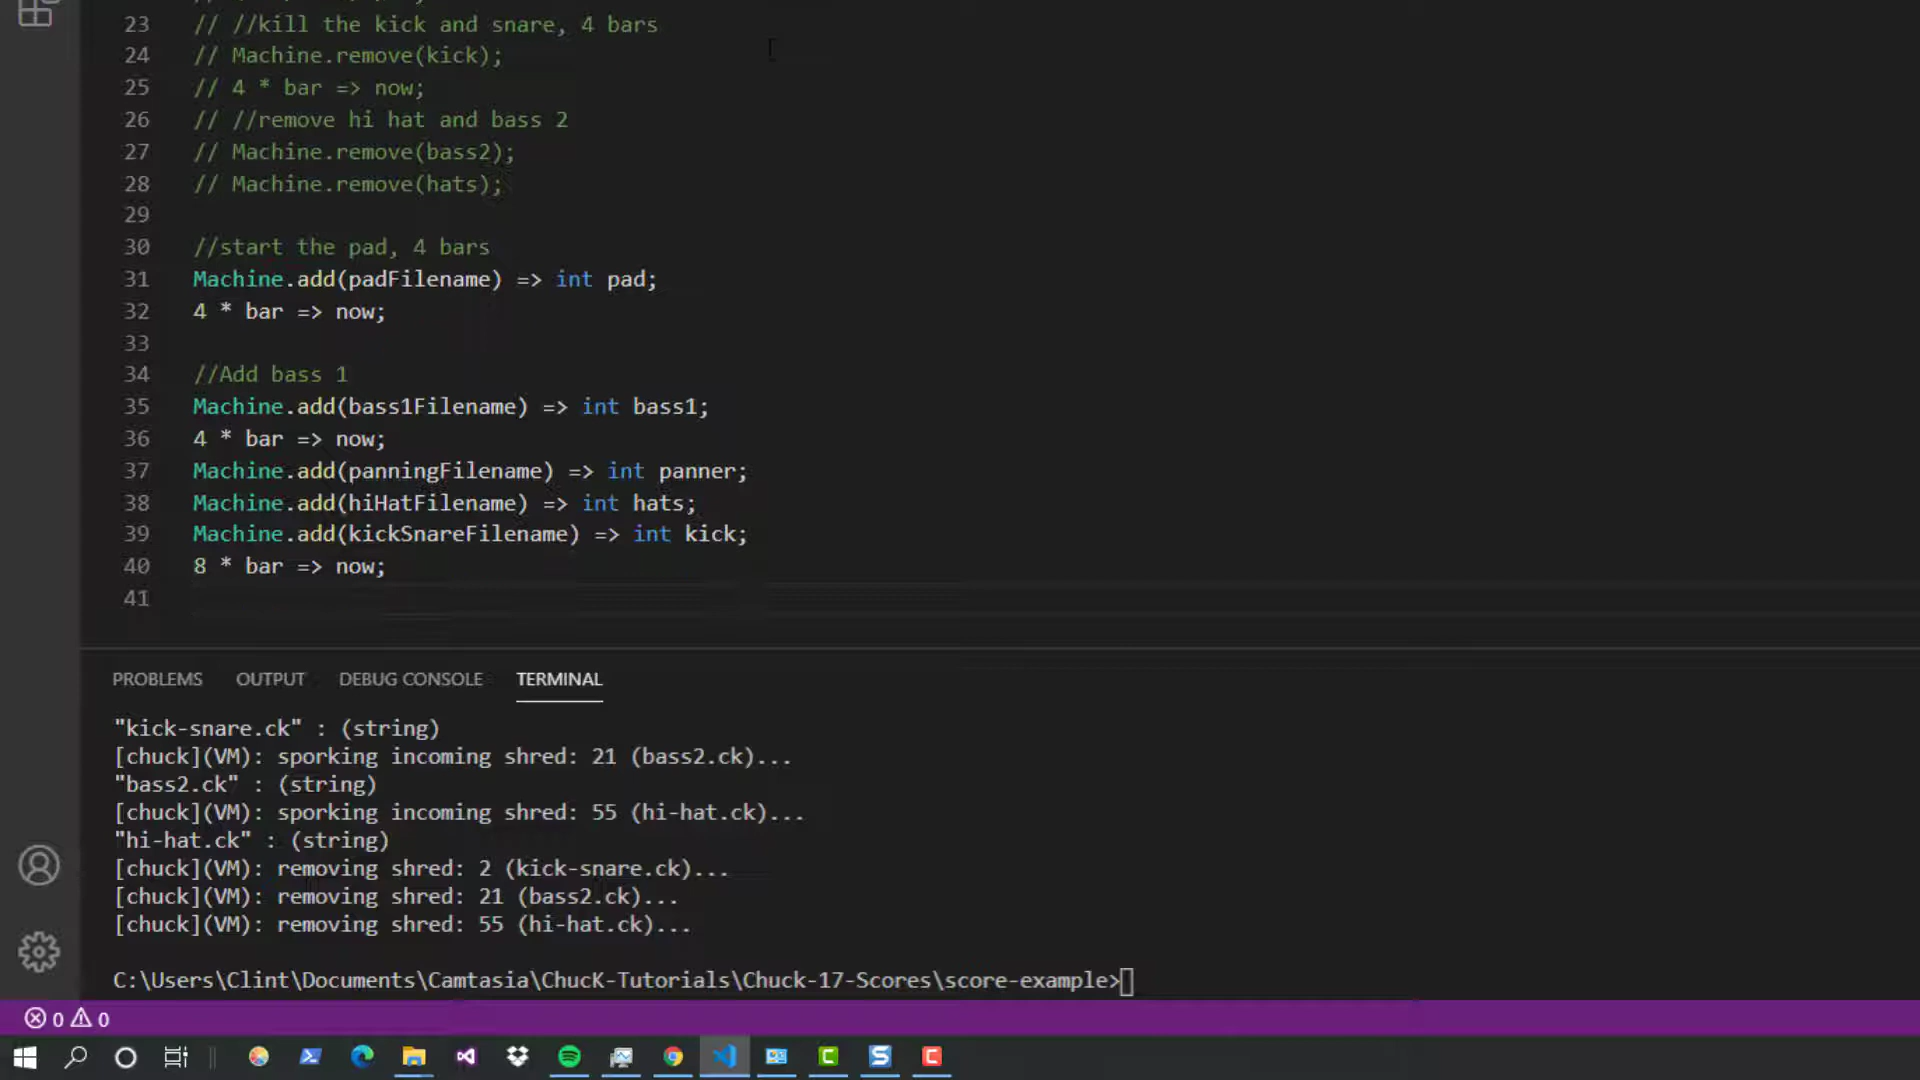 23 // //kill the kick and snare, 4 bars
24 // Machine.remove(kick);
25 // 4 * bar => now;
26 // //remove hi hat and bass 2
27 // Machine.remove(bass2);
28 // Machine.remove(hats);
29
30 //start the pad, 4 bars
31 Machine.add(padFilename) => int pad;
32 4 * bar => now;
33
34 //Add bass 1
35 Machine.add(bass1Filename) => int bass1;
36 4 * bar => now;
37 Machine.add(panningFilename) => int panner;
38 Machine.add(hiHatFilename) => int hats;
39 Machine.add(kickSnareFilename) => int kick;
40 8 * bar => now;
41
PROBLEMS OUTPUT DEBUG CONSOLE TERMINAL
"kick-snare.ck" : (string)
[chuck](VM): sporking incoming shred: 21 (bass2.ck)...
"bass2.ck" : (string)
[chuck](VM): sporking incoming shred: 55 (hi-hat.ck)...
"hi-hat.ck" : (string)
[chuck](VM): removing shred: 2 (kick-snare.ck)...
[chuck](VM): removing shred: 21 (bass2.ck)...
[chuck](VM): removing shred: 55 (hi-hat.ck)...
C:\Users\Clint\Documents\Camtasia\ChucK-Tutorials\Chuck-17-Scores\score-example>
0 0